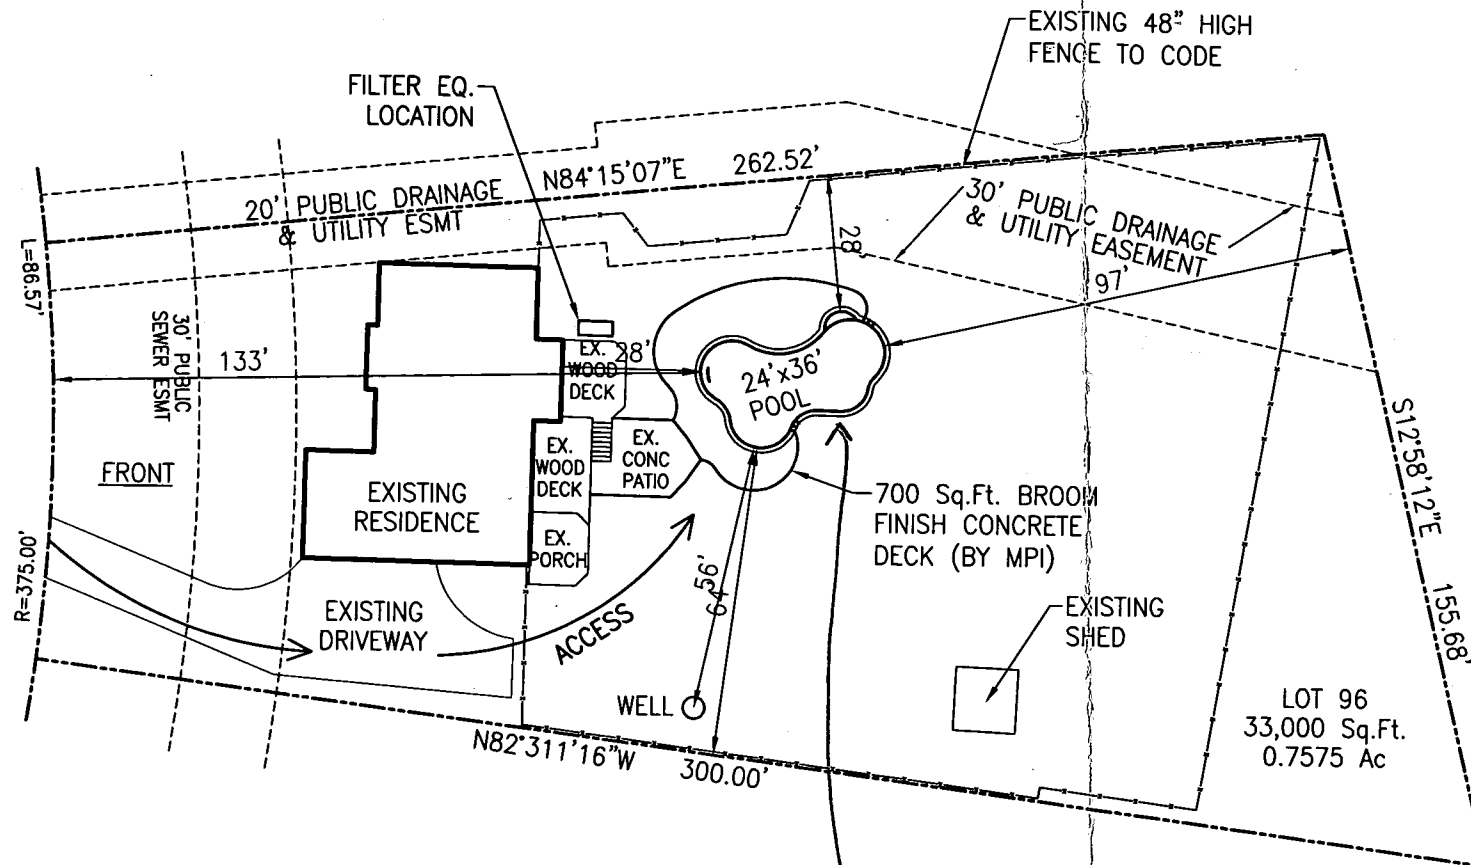 EXISTING 48" HIGH
FENCE TO CODE
FILTER EQ.
LOCATION
N84°15'07"E 262.52'
20' PUBLIC DRAINAGE
& UTILITY ESMT
30' PUBLIC DRAINAGE
& UTILITY EASEMENT
28'
97'
L=86.57'
30' PUBLIC
SEWER ESMT
133'
28'
EX.
WOOD
DECK
24'x36'
POOL
FRONT
EXISTING
RESIDENCE
EX.
WOOD
DECK
EX.
CONC
PATIO
EX.
PORCH
700 Sq.Ft. BROOM
FINISH CONCRETE
DECK (BY MPI)
S12°58'12"E 155.68'
R=375.00'
EXISTING
DRIVEWAY
ACCESS
56'
64'
EXISTING
SHED
WELL
LOT 96
33,000 Sq.Ft.
0.7575 Ac
N82°311'16"W 300.00'